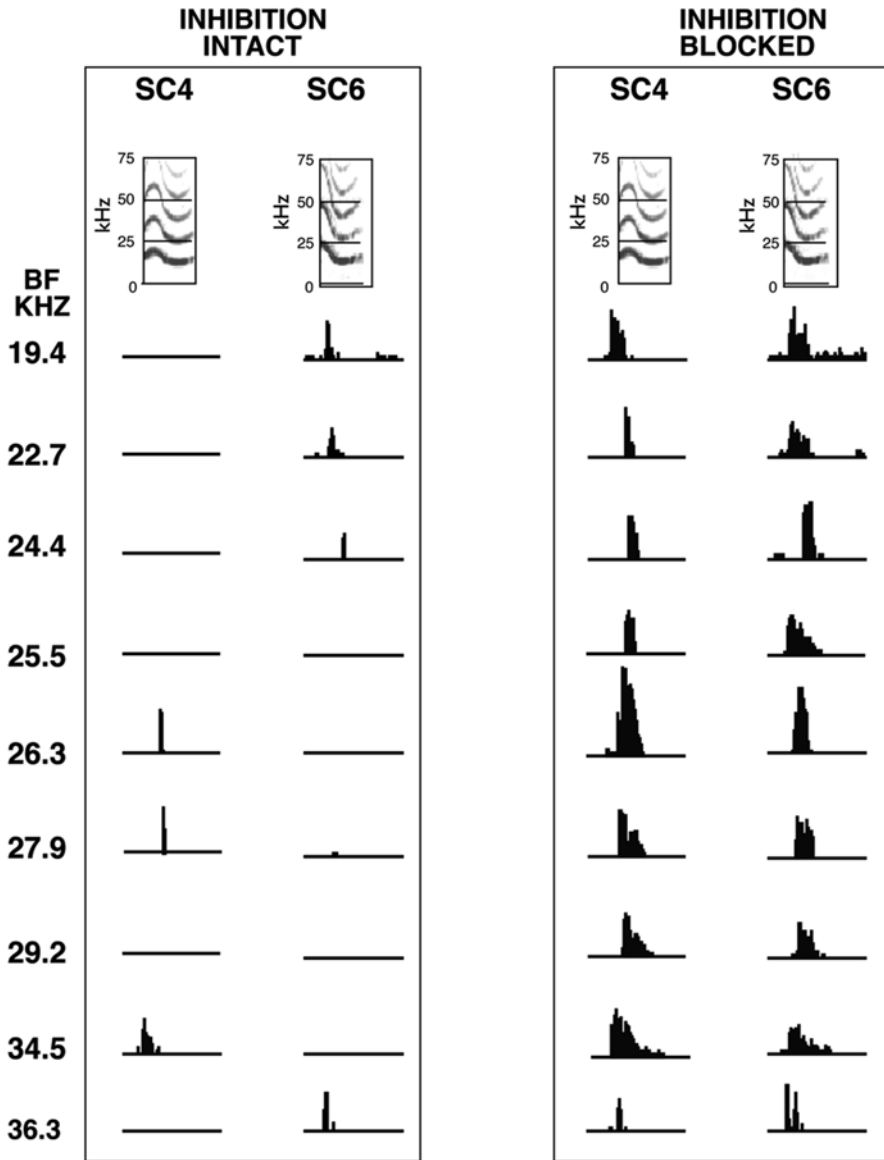 INHIBITION
INTACT
INHIBITION
BLOCKED
SC4
SC6
SC4
SC6
75
50
25
0
kHz
75
50
25
0
kHz
75
50
25
0
kHz
75
50
25
0
kHz
BF
KHZ
19.4
22.7
24.4
25.5
26.3
27.9
29.2
34.5
36.3